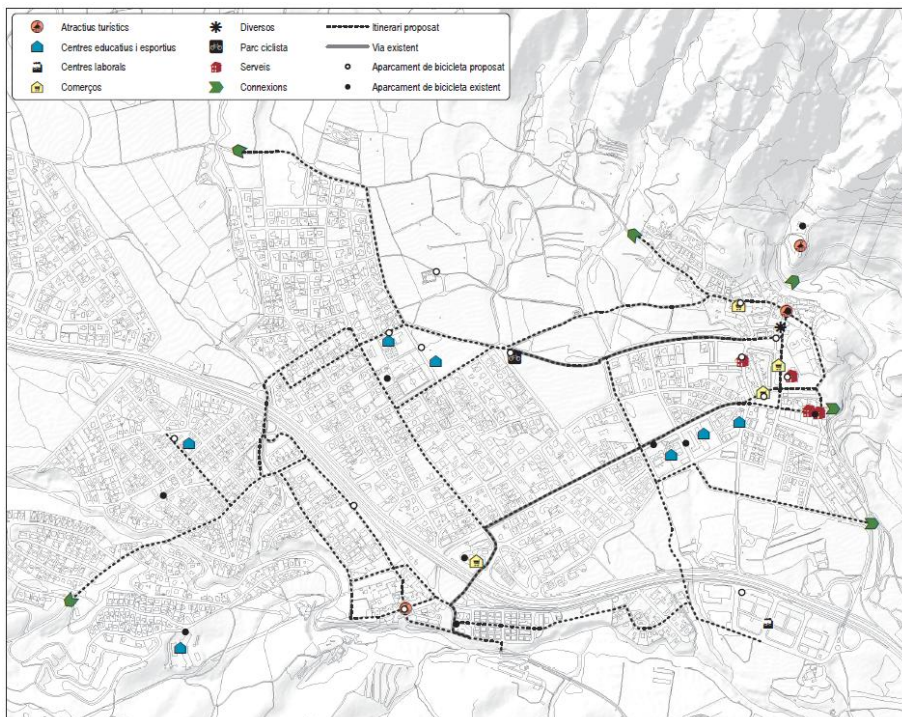 Atractius turístics
Centres educatius i esportius
Centres laborals
Comerços
Diversos
Parc ciclista
Serveis
Connexions
Itinerari proposat
Via existent
Aparcament de bicicleta proposat
Aparcament de bicicleta existent